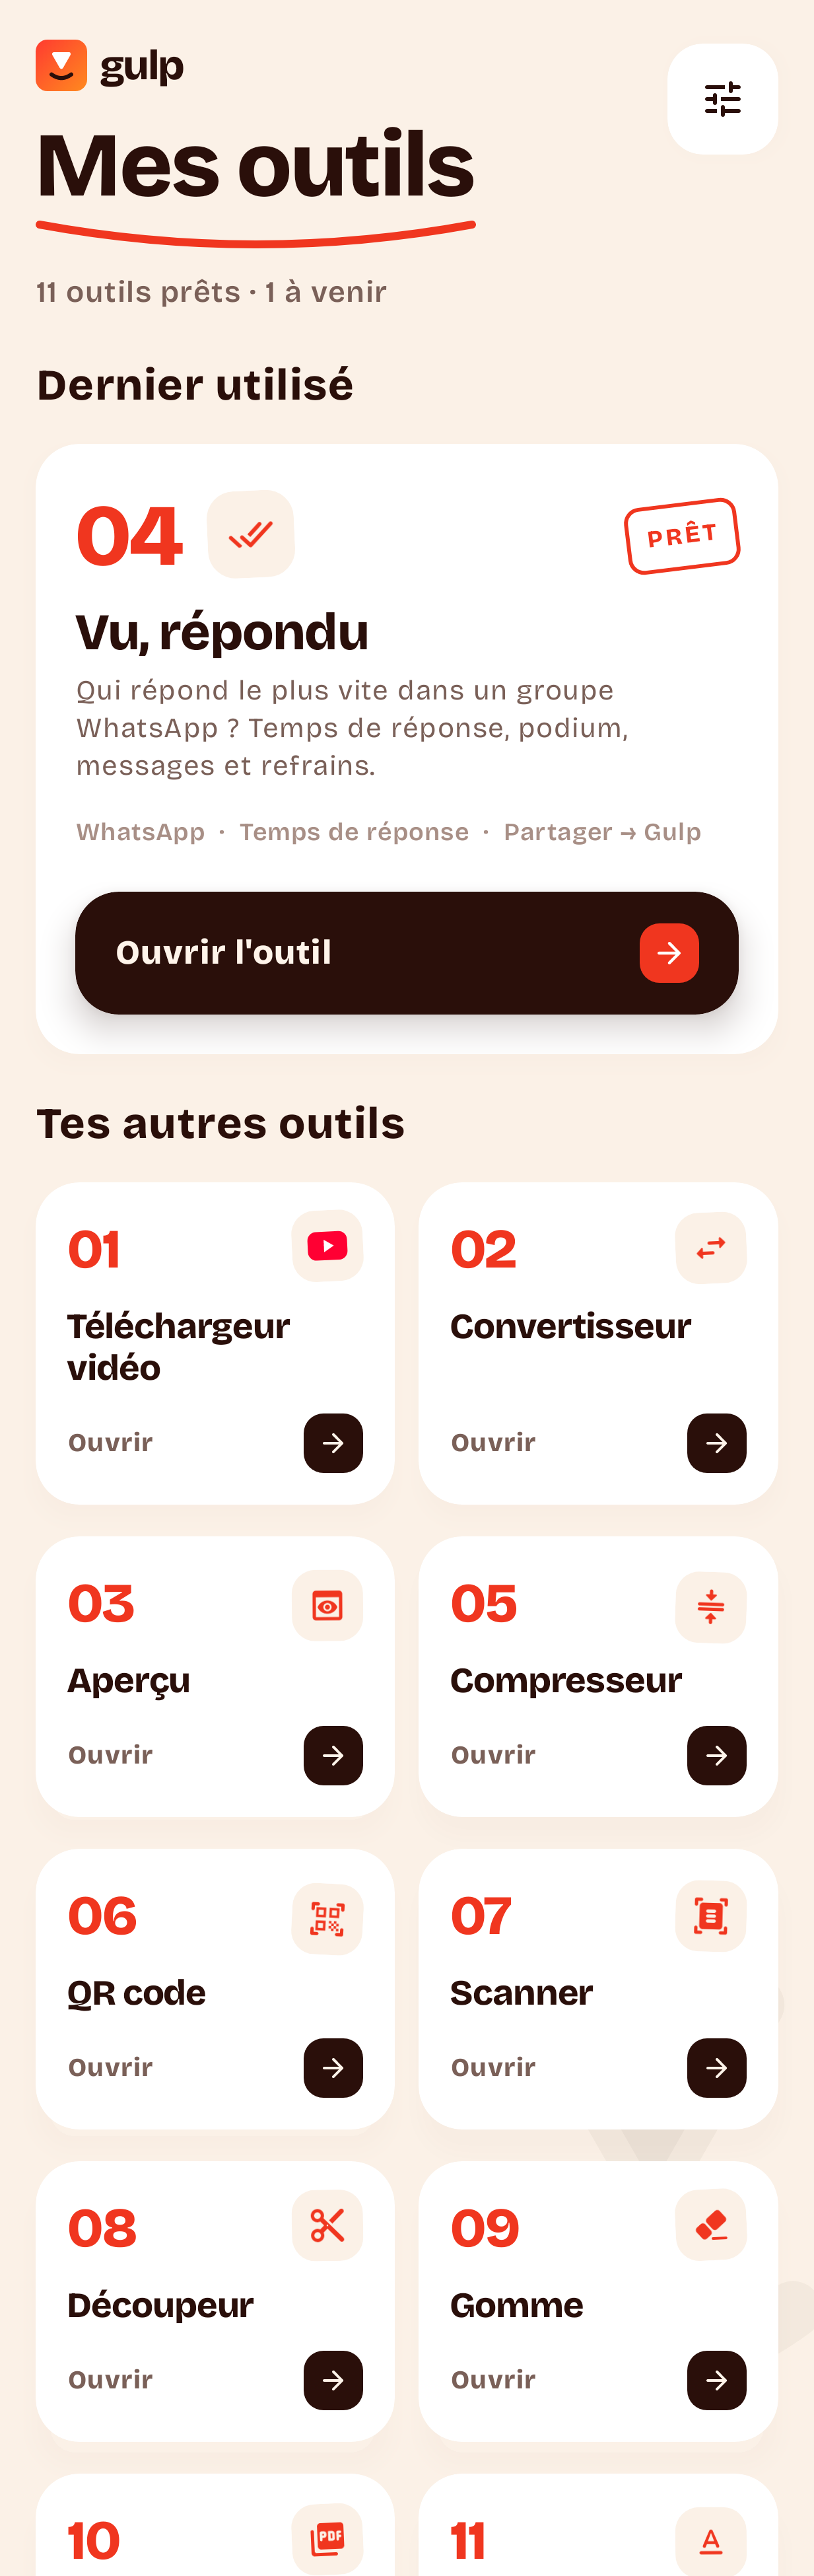 gulp
Mes outils
11 outils prêts · 1 à venir
Dernier utilisé
04
PRÊT
Vu, répondu
Qui répond le plus vite dans un groupe
WhatsApp ? Temps de réponse, podium,
messages et refrains.
WhatsApp · Temps de réponse · Partager → Gulp
Ouvrir l'outil
Tes autres outils
01
Téléchargeur
vidéo
Ouvrir
02
Convertisseur
Ouvrir
03
Aperçu
Ouvrir
05
Compresseur
Ouvrir
06
QR code
Ouvrir
07
Scanner
Ouvrir
08
Découpeur
Ouvrir
09
Gomme
Ouvrir
10
PDF
11
A